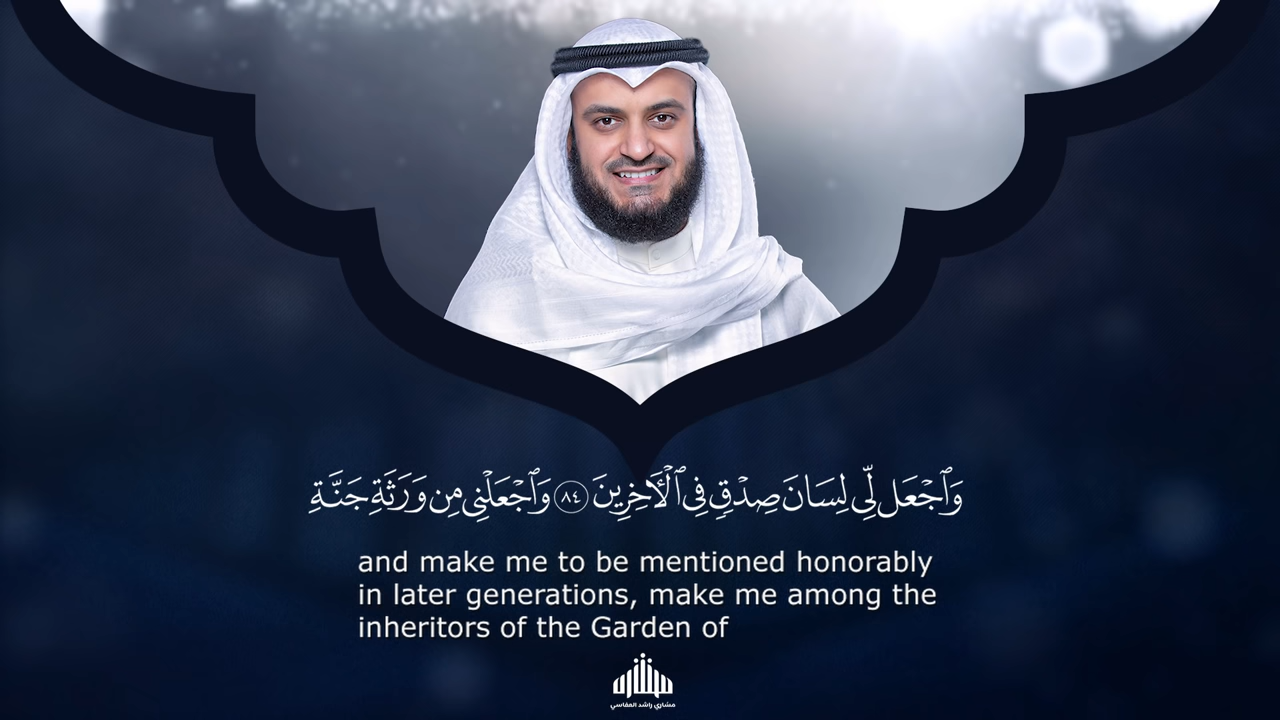 وَٱجْعَل لِّى لِسَانَ صِدْقٍ فِى ٱلْءَاخِرِينَ ٨٤ وَٱجْعَلْنِى مِن وَرَثَةِ جَنَّةِ
and make me to be mentioned honorably
in later generations, make me among the
inheritors of the Garden of
مشاري راشد العفاسي